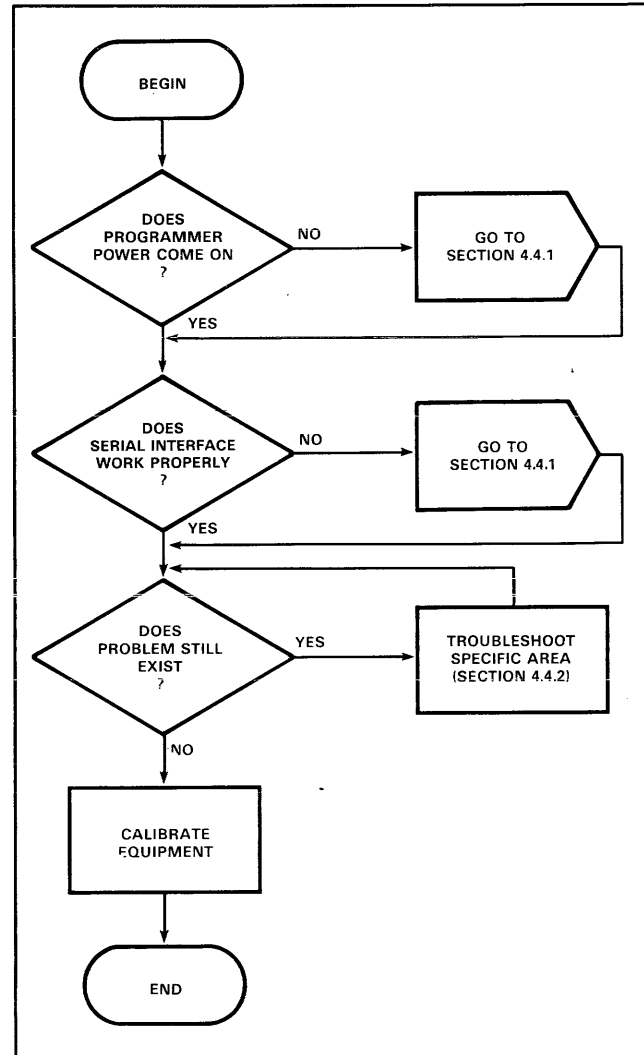 BEGIN
DOES
PROGRAMMER
POWER COME ON
?
NO
GO TO
SECTION 4.4.1
YES
DOES
SERIAL INTERFACE
WORK PROPERLY
?
NO
GO TO
SECTION 4.4.1
YES
DOES
PROBLEM STILL
EXIST
?
YES
TROUBLESHOOT
SPECIFIC AREA
(SECTION 4.4.2)
NO
CALIBRATE
EQUIPMENT
END